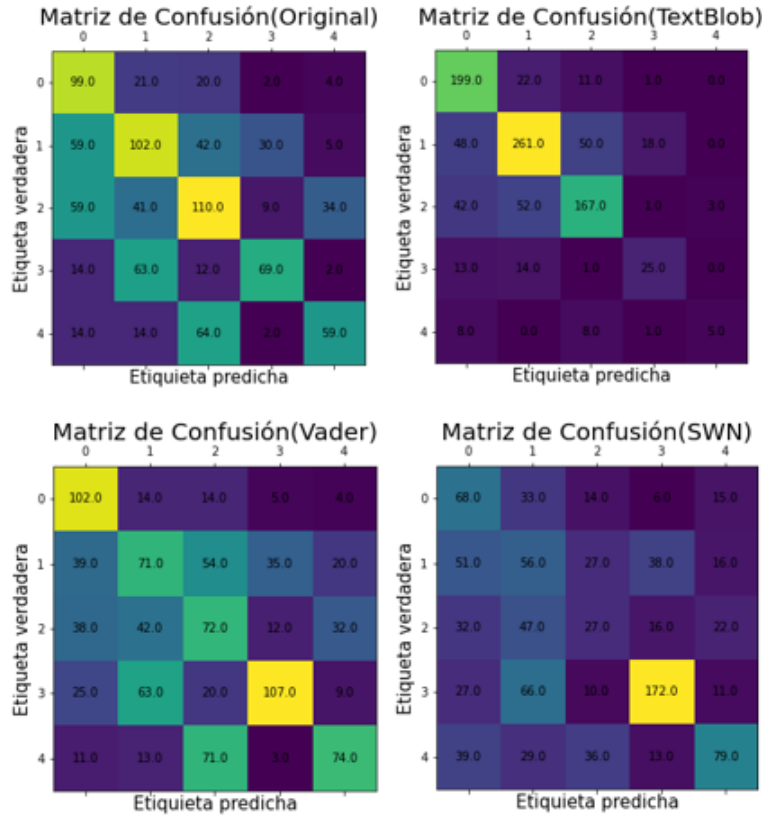 Matriz de Confusión(Original)
0 1 2 3 4
0 99.0 21.0 20.0 2.0 4.0
1 59.0 102.0 42.0 30.0 5.0
2 59.0 41.0 110.0 9.0 34.0
3 14.0 63.0 12.0 69.0 2.0
4 14.0 14.0 64.0 2.0 59.0
Etiqueta verdadera
Etiquieta predicha
Matriz de Confusión(TextBlob)
0 1 2 3 4
0 199.0 22.0 11.0 1.0 0.0
1 48.0 261.0 50.0 18.0 0.0
2 42.0 52.0 167.0 1.0 3.0
3 13.0 14.0 1.0 25.0 0.0
4 8.0 0.0 8.0 1.0 5.0
Etiqueta verdadera
Etiquieta predicha
Matriz de Confusión(Vader)
0 1 2 3 4
0 102.0 14.0 14.0 5.0 4.0
1 39.0 71.0 54.0 35.0 20.0
2 38.0 42.0 72.0 12.0 32.0
3 25.0 63.0 20.0 107.0 9.0
4 11.0 13.0 71.0 3.0 74.0
Etiqueta verdadera
Etiquieta predicha
Matriz de Confusión(SWN)
0 1 2 3 4
0 68.0 33.0 14.0 6.0 15.0
1 51.0 56.0 27.0 38.0 16.0
2 32.0 47.0 27.0 16.0 22.0
3 27.0 66.0 10.0 172.0 11.0
4 39.0 29.0 36.0 13.0 79.0
Etiqueta verdadera
Etiquieta predicha